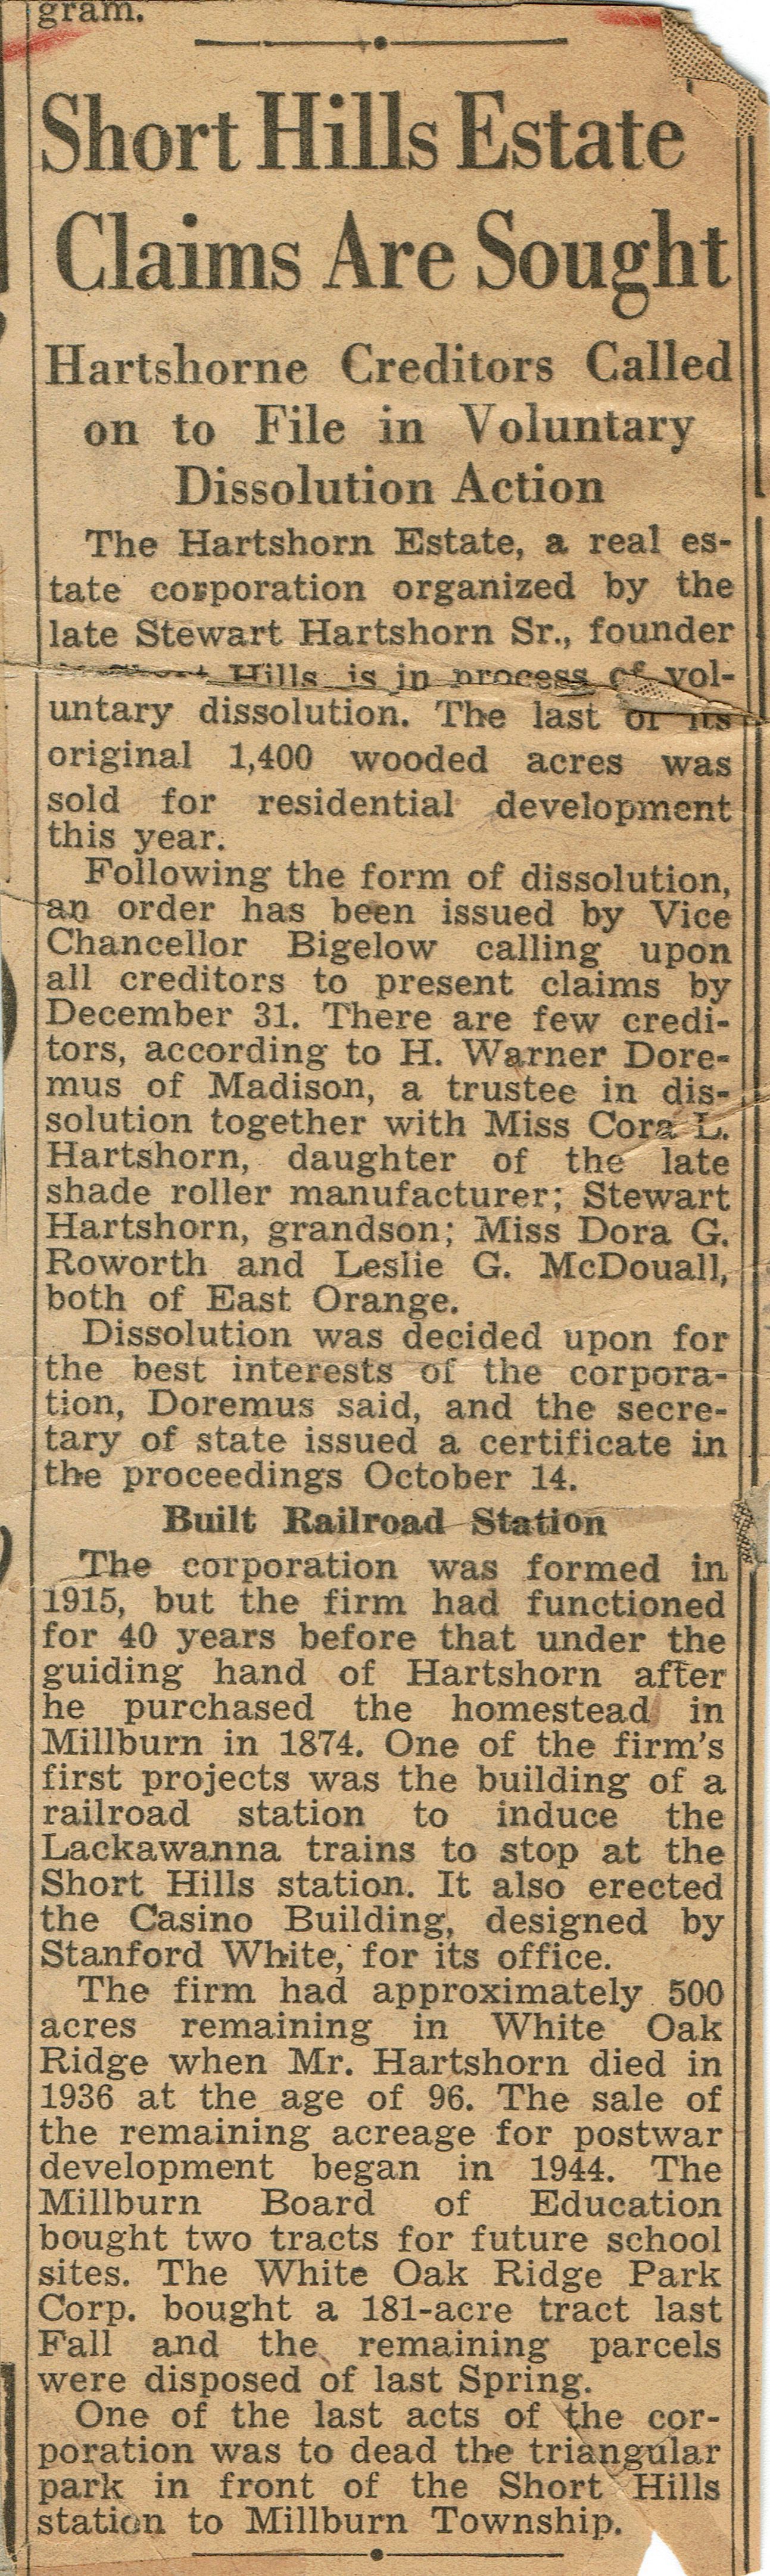 gram.
Short Hills Estate
Claims Are Sought
Hartshorne Creditors Called
on to File in Voluntary
Dissolution Action
The Hartshorn Estate, a real es-
tate corporation organized by the
late Stewart Hartshorn Sr., founder
Hills is in process of vol-
untary dissolution. The last of its
original 1,400 wooded acres was
sold for residential development
this year.
Following the form of dissolution,
an order has been issued by Vice
Chancellor Bigelow calling upon
all creditors to present claims by
December 31. There are few credi-
tors, according to H. Warner Dore-
mus of Madison, a trustee in dis-
solution together with Miss Cora L.
Hartshorn, daughter of the late
shade roller manufacturer; Stewart
Hartshorn, grandson; Miss Dora G.
Roworth and Leslie G. McDouall,
both of East Orange.
Dissolution was decided upon for
the best interests of the corpora-
tion, Doremus said, and the secre-
tary of state issued a certificate in
the proceedings October 14.
Built Railroad Station
The corporation was formed in
1915, but the firm had functioned
for 40 years before that under the
guiding hand of Hartshorn after
he purchased the homestead in
Millburn in 1874. One of the firm's
first projects was the building of a
railroad station to induce the
Lackawanna trains to stop at the
Short Hills station. It also erected
the Casino Building, designed by
Stanford White, for its office.
The firm had approximately 500
acres remaining in White Oak
Ridge when Mr. Hartshorn died in
1936 at the age of 96. The sale of
the remaining acreage for postwar
development began in 1944. The
Millburn Board of Education
bought two tracts for future school
sites. The White Oak Ridge Park
Corp. bought a 181-acre tract last
Fall and the remaining parcels
were disposed of last Spring.
One of the last acts of the cor-
poration was to dead the triangular
park in front of the Short Hills
station to Millburn Township.